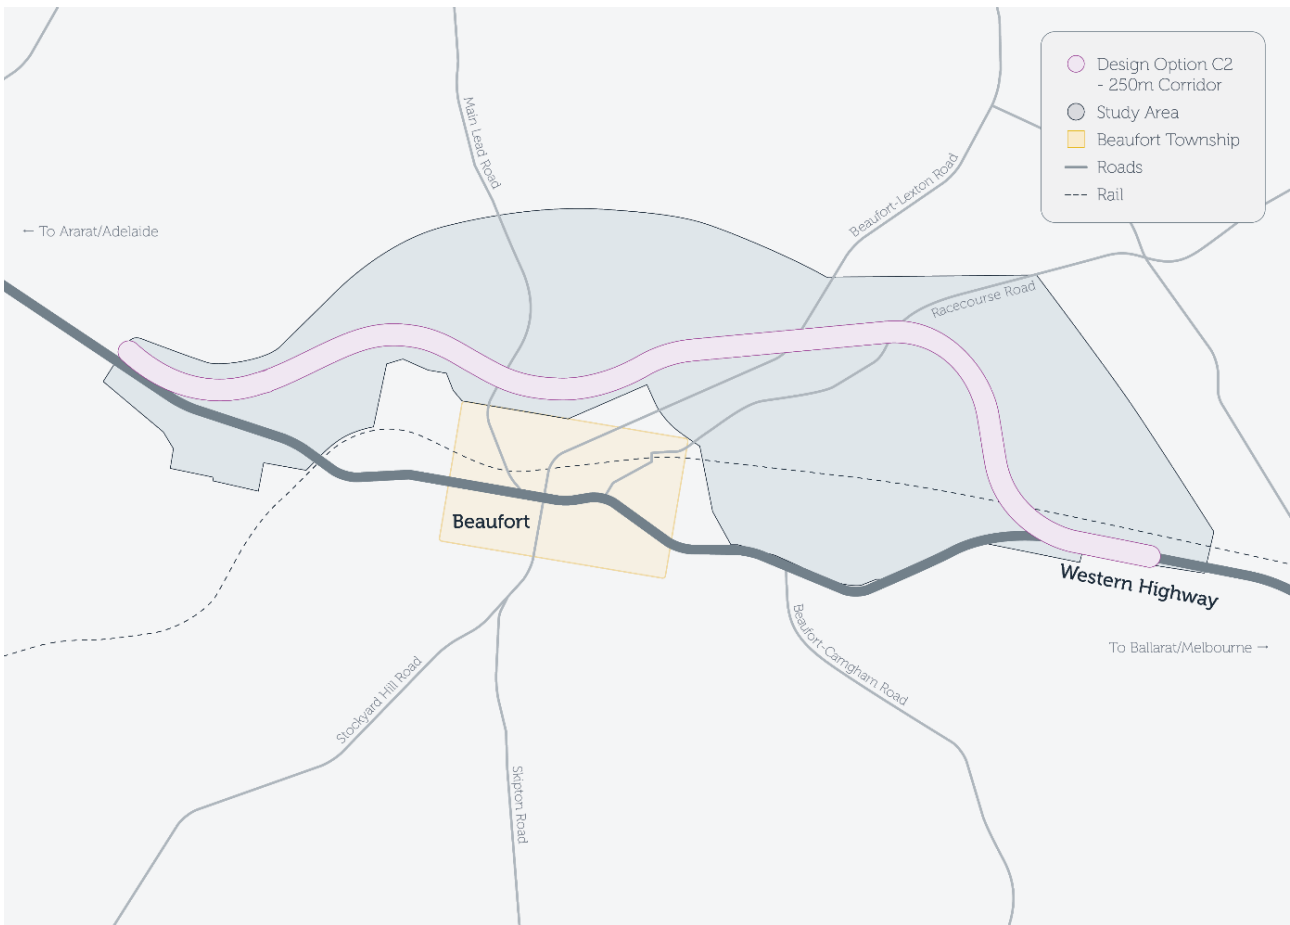 Design Option C2
- 250m Corridor
Study Area
Beaufort Township
Roads
Rail
Main Lead Road
Beaufort-Lexton Road
← To Ararat/Adelaide
Racecourse Road
Beaufort
Western Highway
To Ballarat/Melbourne →
Beaufort-Carngham Road
Stockyard Hill Road
Skipton Road